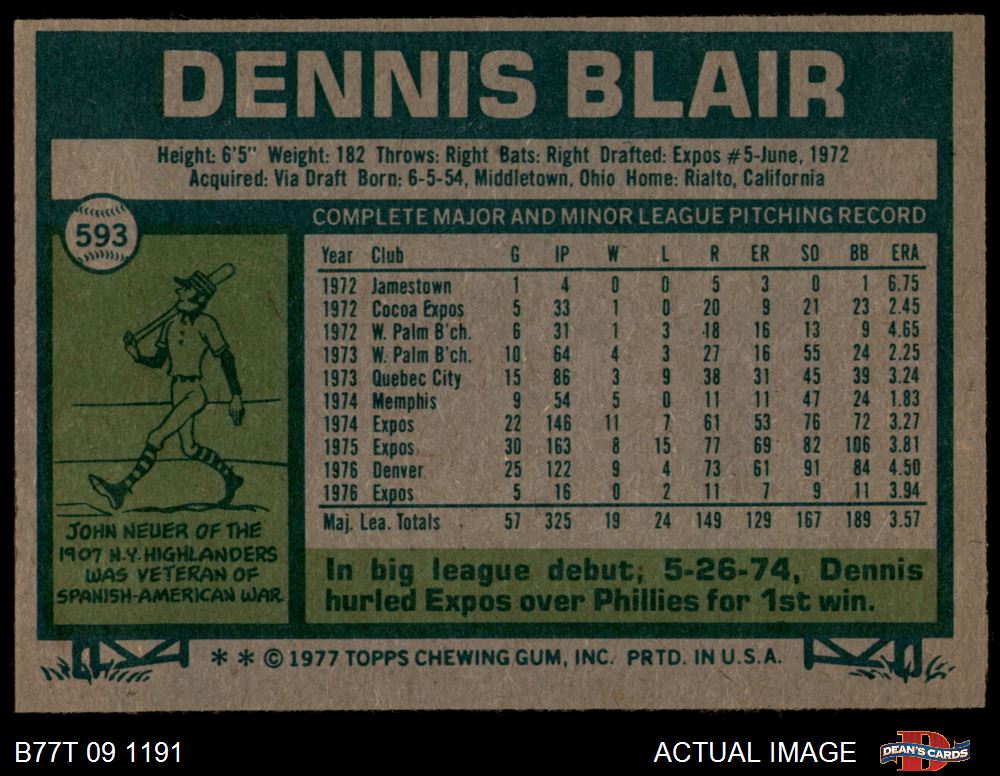 DENNIS BLAIR
Height: 6'5" Weight: 182 Throws: Right Bats: Right Drafted: Expos #5-June, 1972
Acquired: Via Draft Born: 6-5-54, Middletown, Ohio Home: Rialto, California
593
COMPLETE MAJOR AND MINOR LEAGUE PITCHING RECORD
Year Club G IP W L R ER SO BB ERA
1972 Jamestown 1 4 0 0 5 3 0 1 6.75
1972 Cocoa Expos 5 33 1 0 20 9 21 23 2.45
1972 W. Palm B'ch. 6 31 1 3 18 16 13 9 4.65
1973 W. Palm B'ch. 10 64 4 3 27 16 55 24 2.25
1973 Quebec City 15 86 3 9 38 31 45 39 3.24
1974 Memphis 9 54 5 0 11 11 47 24 1.83
1974 Expos 22 146 11 7 61 53 76 72 3.27
1975 Expos 30 163 8 15 77 69 82 106 3.81
1976 Denver 25 122 9 4 73 61 91 84 4.50
1976 Expos 5 16 0 2 11 7 9 11 3.94
Maj. Lea. Totals 57 325 19 24 149 129 167 189 3.57
JOHN NEUER OF THE
1907 N.Y. HIGHLANDERS
WAS VETERAN OF
SPANISH-AMERICAN WAR
In big league debut; 5-26-74, Dennis
hurled Expos over Phillies for 1st win.
* * © 1977 TOPPS CHEWING GUM, INC. PRTD. IN U.S.A.
B77T 09 1191
ACTUAL IMAGE
D
DEAN'S CARDS